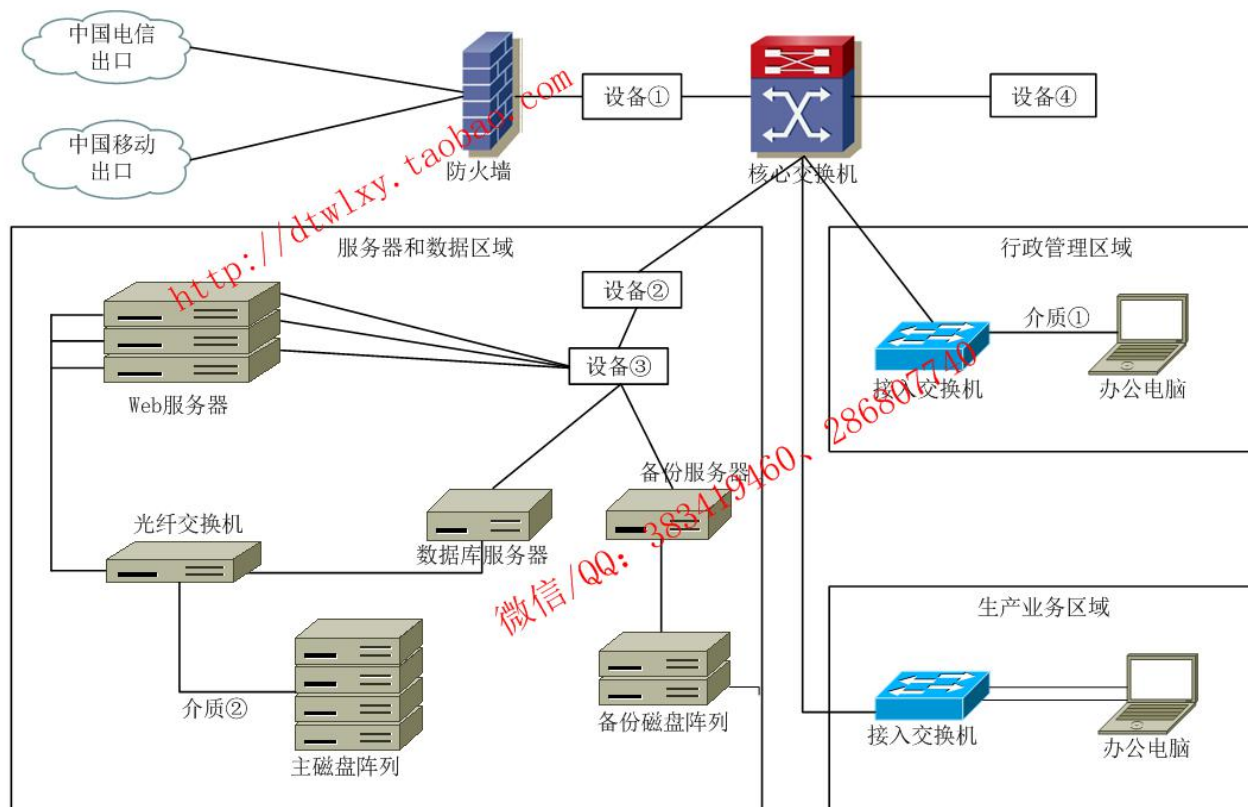 中国电信
出口
中国移动
出口
防火墙
设备①
核心交换机
设备④
服务器和数据区域
设备②
设备③
Web服务器
备份服务器
光纤交换机
数据库服务器
介质②
主磁盘阵列
备份磁盘阵列
行政管理区域
介质①
接入交换机
办公电脑
生产业务区域
接入交换机
办公电脑
http://dtwlxy.taobao.com
微信/QQ: 383419460、286807740